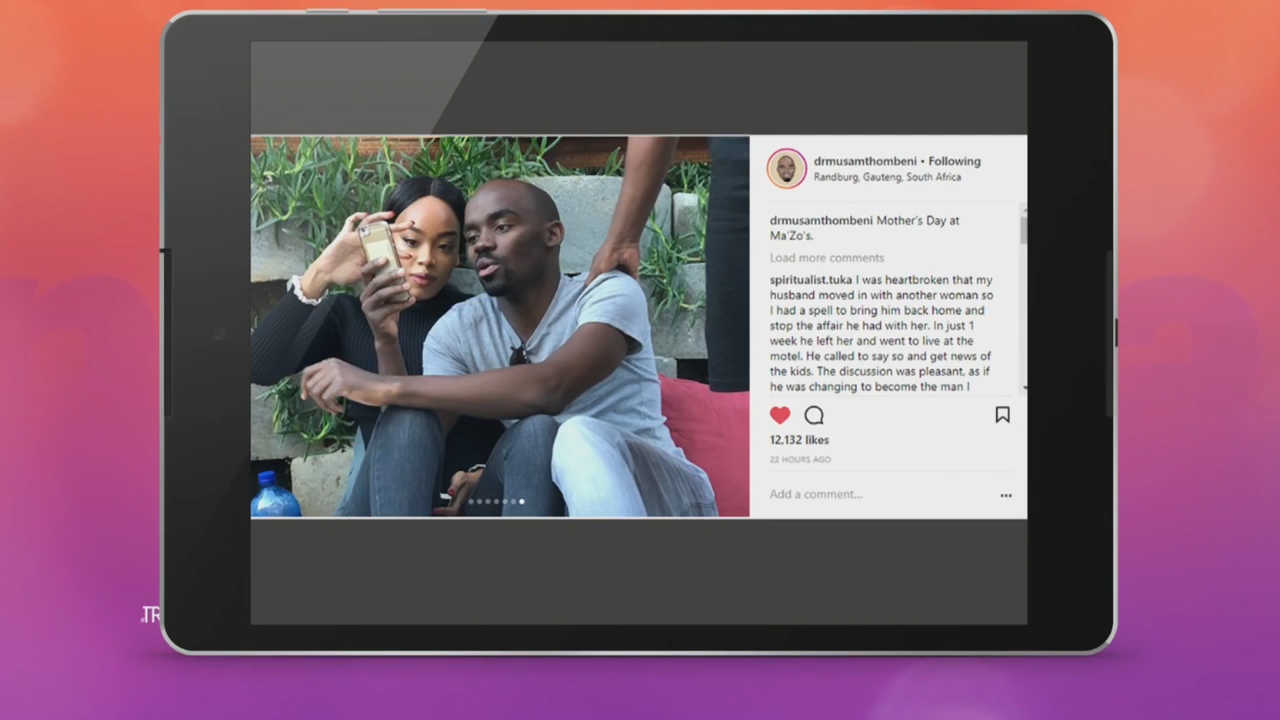 drmusamthombeni • Following
Randburg, Gauteng, South Africa
drmusamthombeni Mother's Day at
Ma'Zo's.
Load more comments
spiritualist.tuka I was heartbroken that my
husband moved in with another woman so
I had a spell to bring him back home and
stop the affair he had with her. In just 1
week he left her and went to live at the
motel. He called to say so and get news of
the kids. The discussion was pleasant, as if
he was changing to become the man I
12,132 likes
22 HOURS AGO
Add a comment...